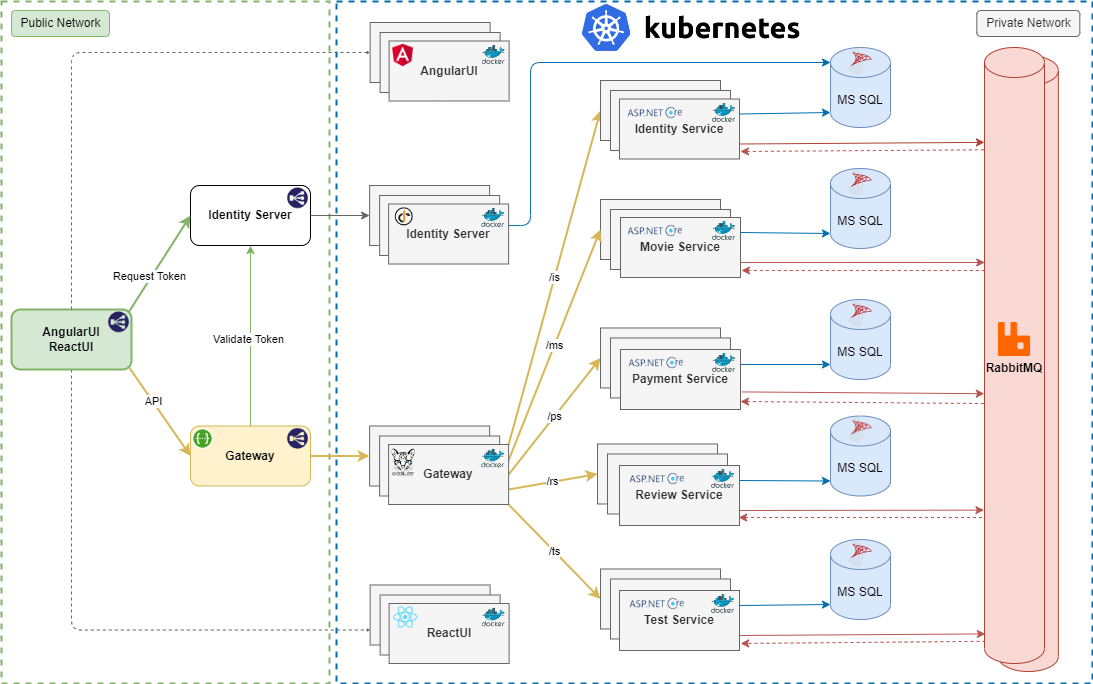 Public Network
kubernetes
Private Network
AngularUI
docker
MS SQL
ASP.NET Core
docker
Identity Service
Identity Server
docker
Identity Server
MS SQL
ASP.NET Core
docker
Movie Service
Request Token
/is
AngularUI
ReactUI
Validate Token
/ms
MS SQL
ASP.NET Core
docker
Payment Service
RabbitMQ
API
/ps
Gateway
OCELOT
docker
Gateway
/rs
MS SQL
ASP.NET Core
docker
Review Service
/ts
MS SQL
ASP.NET Core
docker
Test Service
docker
ReactUI